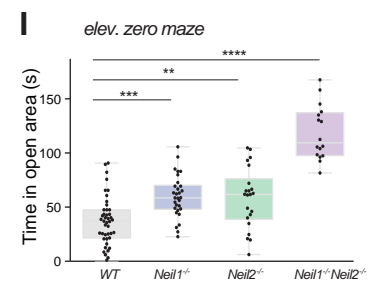 I
elev. zero maze
****
**
***
Time in open area (s)
150
100
50
0
WT Neil1-/- Neil2-/- Neil1-/-Neil2-/-